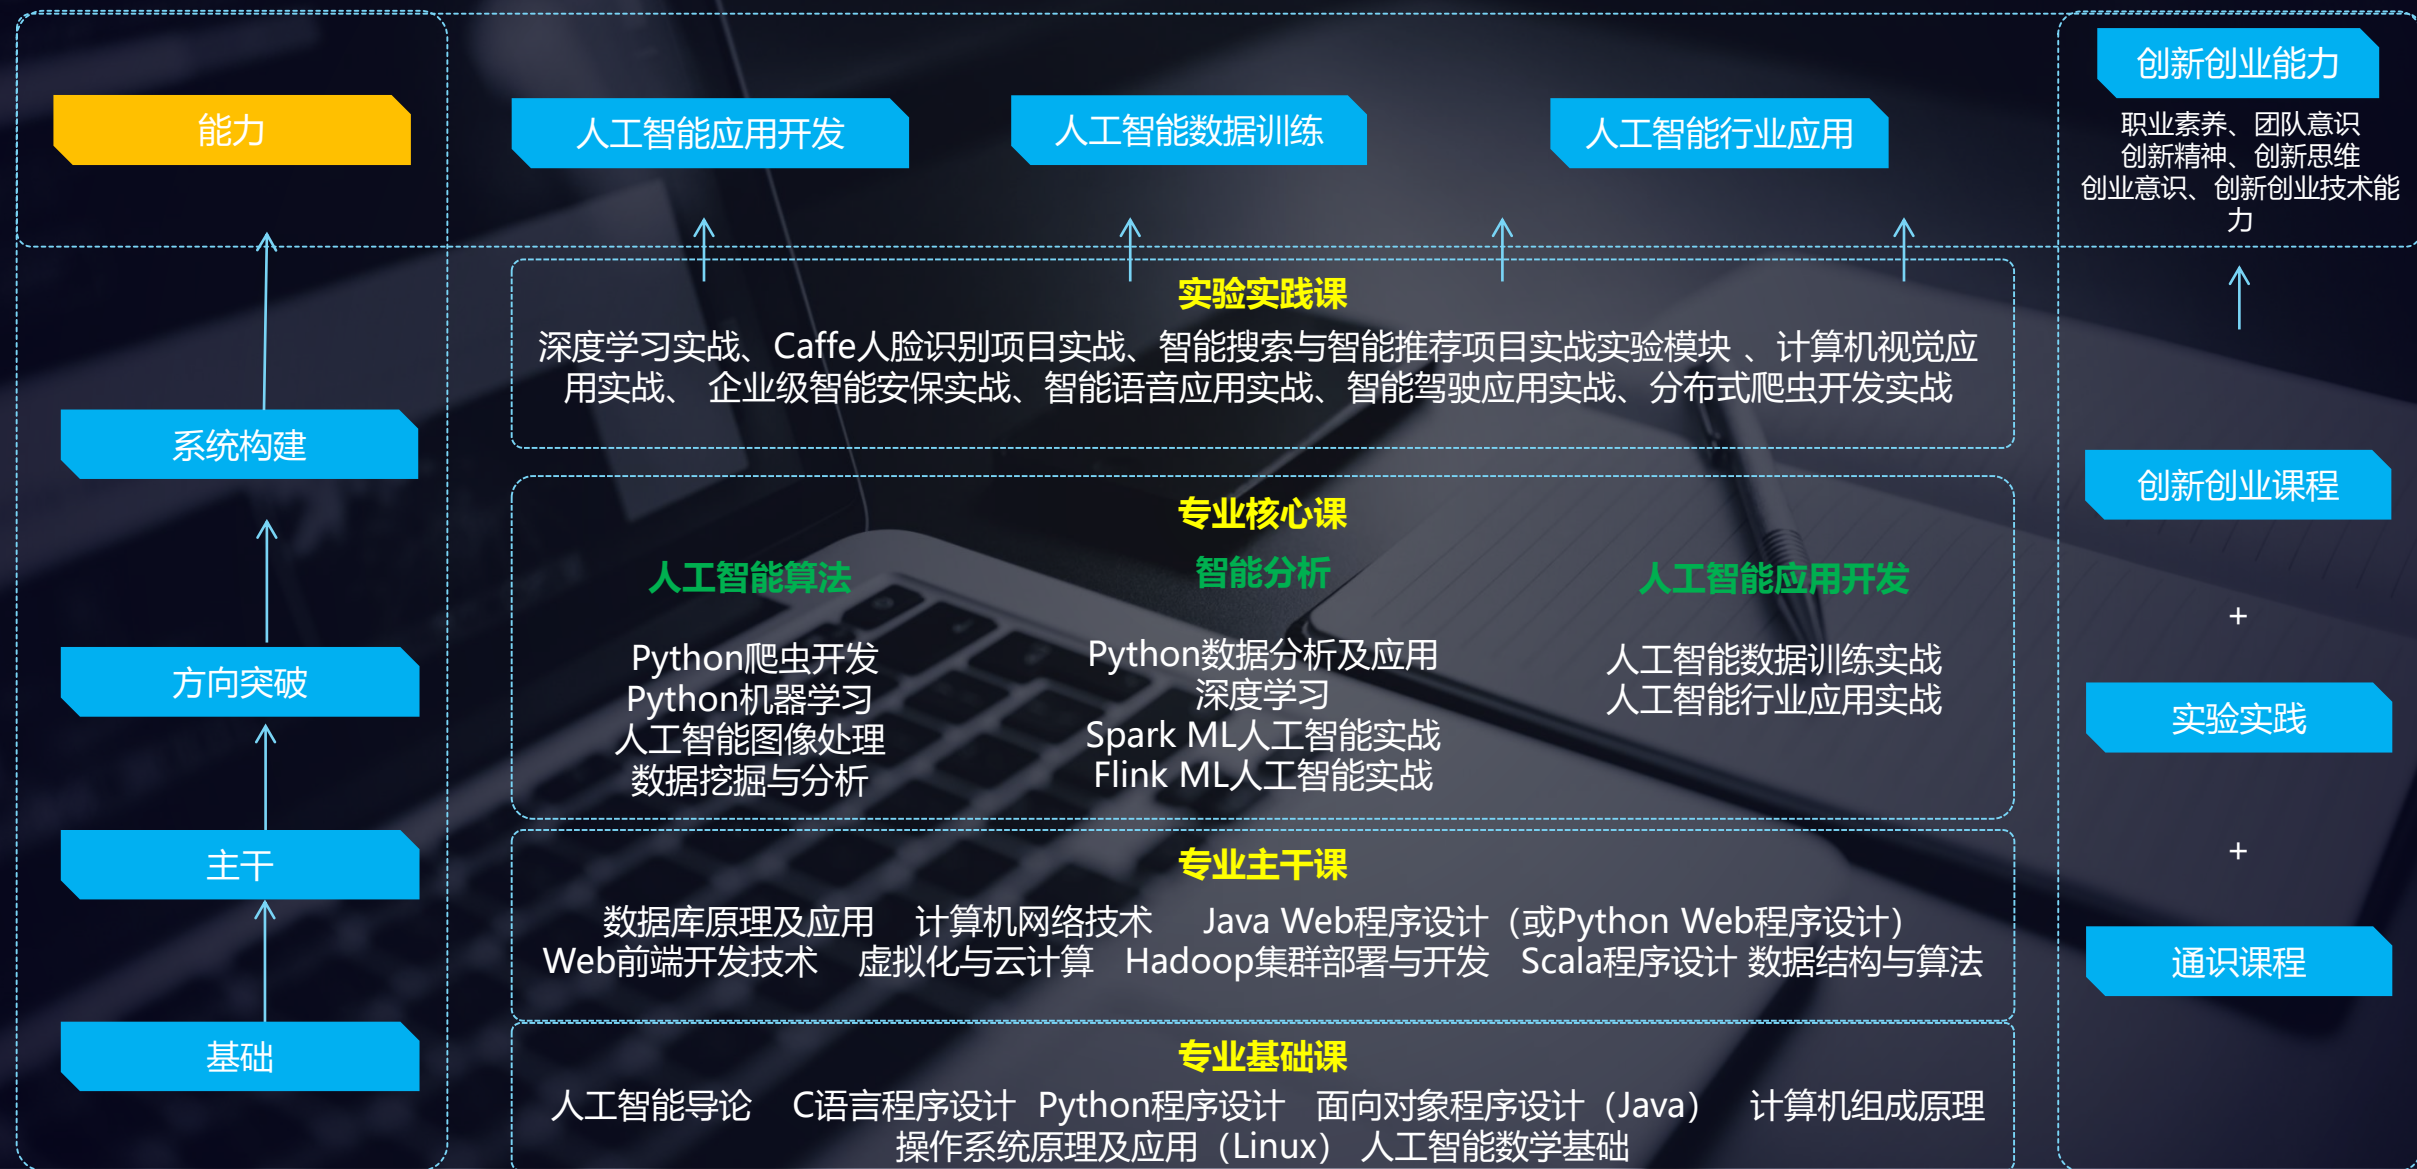 能力
人工智能应用开发
人工智能数据训练
人工智能行业应用
创新创业能力
职业素养、团队意识
创新精神、创新思维
创业意识、创新创业技术能
力
系统构建
方向突破
主干
基础
实验实践课
深度学习实战、Caffe人脸识别项目实战、智能搜索与智能推荐项目实战实验模块 、计算机视觉应
用实战、 企业级智能安保实战、智能语音应用实战、智能驾驶应用实战、分布式爬虫开发实战
专业核心课
人工智能算法
Python爬虫开发
Python机器学习
人工智能图像处理
数据挖掘与分析
智能分析
Python数据分析及应用
深度学习
Spark ML人工智能实战
Flink ML人工智能实战
人工智能应用开发
人工智能数据训练实战
人工智能行业应用实战
专业主干课
数据库原理及应用 计算机网络技术 Java Web程序设计（或Python Web程序设计）
Web前端开发技术 虚拟化与云计算 Hadoop集群部署与开发 Scala程序设计 数据结构与算法
专业基础课
人工智能导论 C语言程序设计 Python程序设计 面向对象程序设计（Java） 计算机组成原理
操作系统原理及应用（Linux） 人工智能数学基础
创新创业课程
+
实验实践
+
通识课程